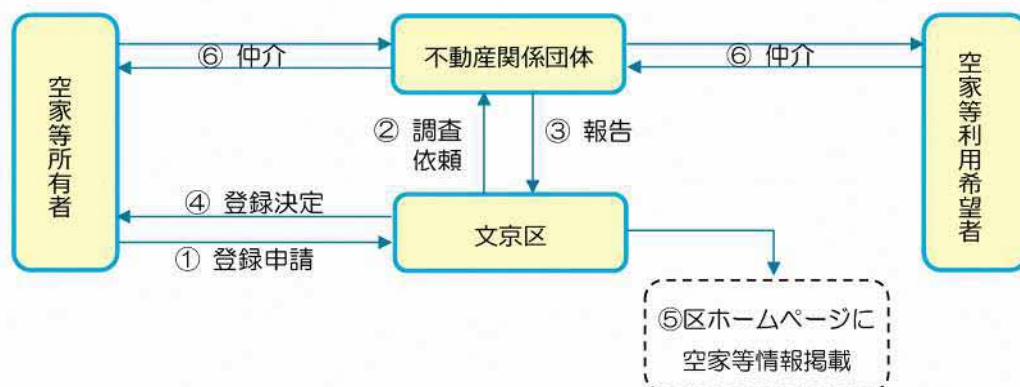 ⑥ 仲介
不動産関係団体
⑥ 仲介
空家等所有者
空家等利用希望者
② 調査
依頼
③ 報告
④ 登録決定
文京区
① 登録申請
⑤区ホームページに
空家等情報掲載